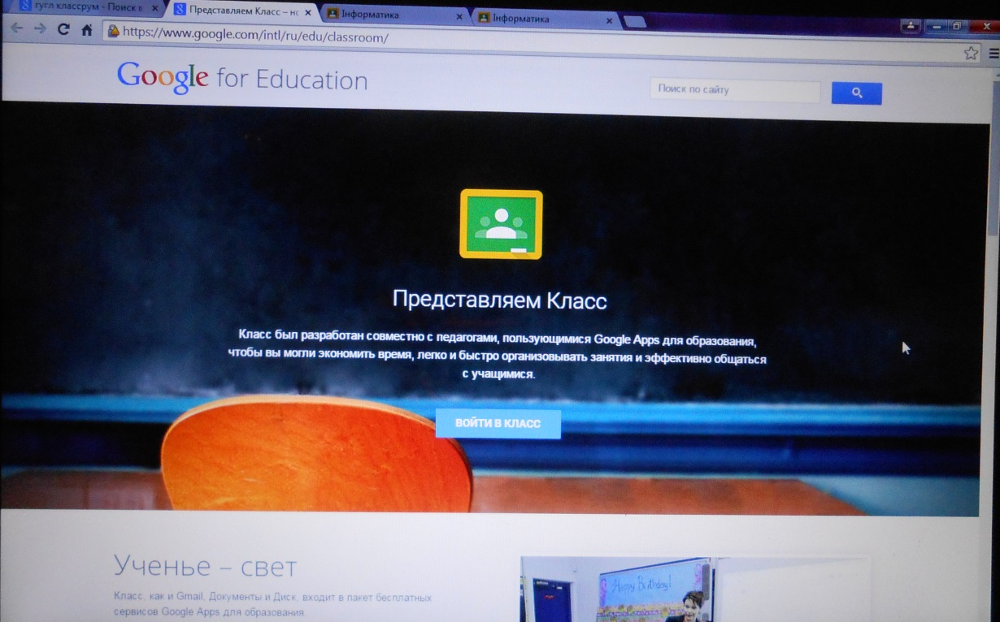 гугл классрум - Поиск в
Представляем Класс – но
Інформатика
Інформатика
https://www.google.com/intl/ru/edu/classroom/
Google for Education
Поиск по сайту
Представляем Класс
Класс был разработан совместно с педагогами, пользующимися Google Apps для образования,
чтобы вы могли экономить время, легко и быстро организовывать занятия и эффективно общаться
с учащимися.
ВОЙТИ В КЛАСС
Ученье – свет
Класс, как и Gmail, Документы и Диск, входит в пакет бесплатных
сервисов Google Apps для образования
Happy Birthday!